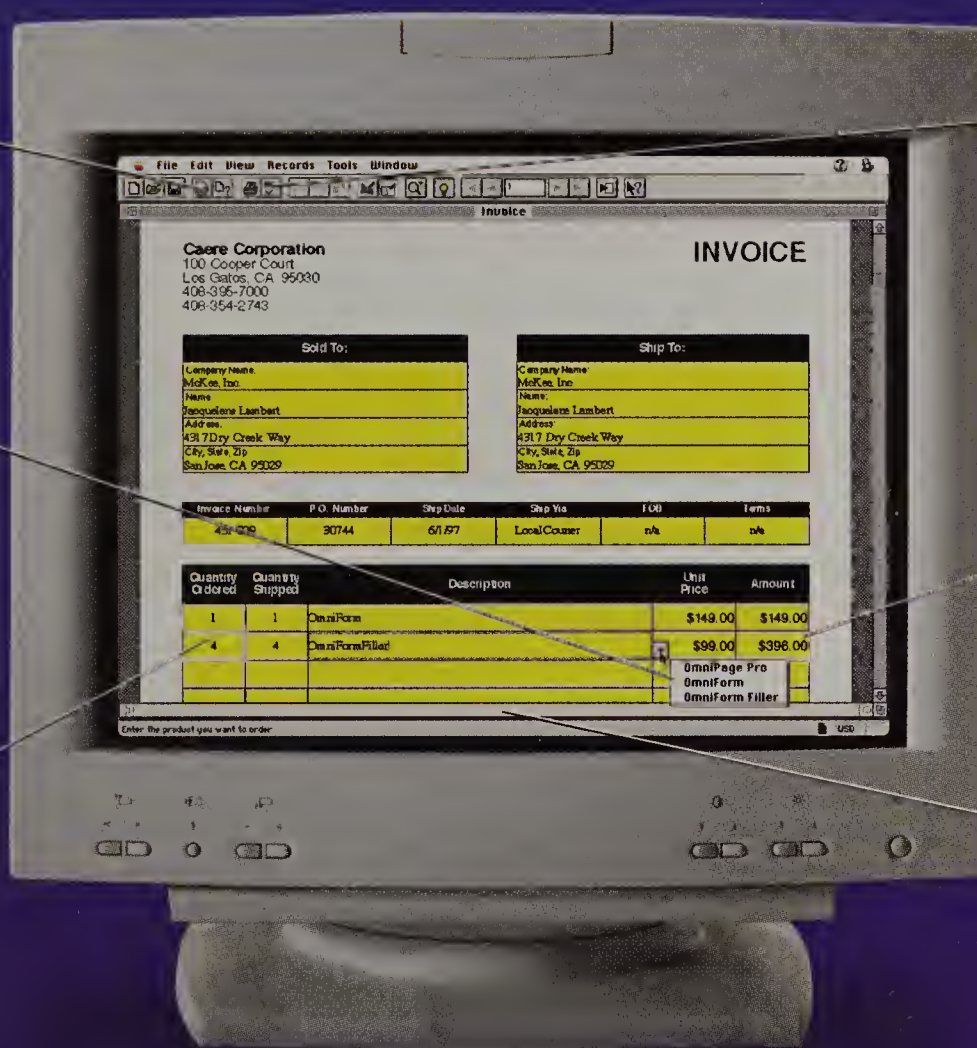 File Edit View Records Tools Window
Invoice
Caere Corporation
INVOICE
100 Cooper Court
Los Gatos, CA 95030
408-395-7000
408-354-2743
Sold To:
Company Name:
McKee, Inc.
Name
Jacquelene Lambert
Address:
4317 Dry Creek Way
City, State, Zip
San Jose, CA 95029
Ship To:
Company Name:
McKee, Inc
Name:
Jacquelene Lambert
Address:
4317 Dry Creek Way
City, State, Zip
San Jose, CA 95029
Invoice Number P.O. Number Ship Date Ship Via FOB Terms
30744 6/1/97 Local Courier n/a n/a
Quantity Ordered Quantity Shipped Description Unit Price Amount
1 1 OmniForm $149.00 $149.00
4 4 OmniFormFiller $99.00 $396.00
OmniPage Pro
OmniForm
OmniForm Filler
Enter the product you want to order USD